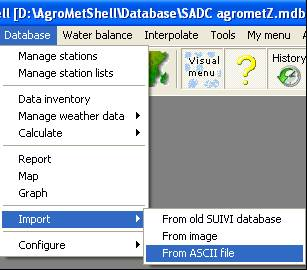 ell [D:\AgroMetShell\Database\SADC agrometZ.mdb
Database Water balance Interpolate Tools My menu
Manage stations
Manage station lists
Visual menu
?
History
Data inventory
Manage weather data
Calculate
Report
Map
Graph
Import
From old SUIVI database
From image
From ASCII file
Configure